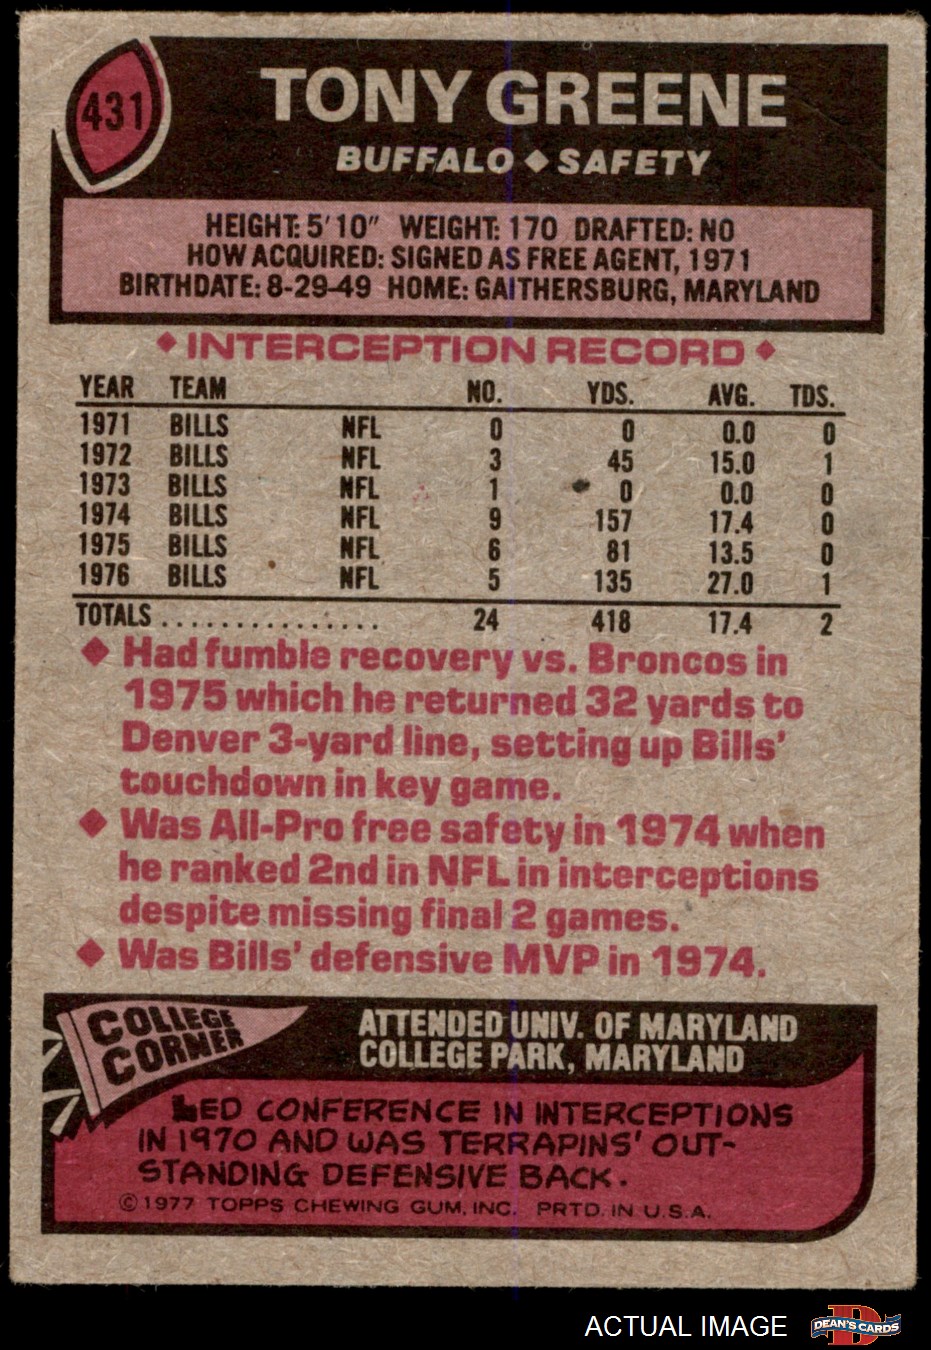 431
TONY GREENE
BUFFALO ◆ SAFETY
HEIGHT: 5'10" WEIGHT: 170 DRAFTED: NO
HOW ACQUIRED: SIGNED AS FREE AGENT, 1971
BIRTHDATE: 8-29-49 HOME: GAITHERSBURG, MARYLAND
◆ INTERCEPTION RECORD ◆
YEAR TEAM NO. YDS. AVG. TDS.
1971 BILLS NFL 0 0 0.0 0
1972 BILLS NFL 3 45 15.0 1
1973 BILLS NFL 1 0 0.0 0
1974 BILLS NFL 9 157 17.4 0
1975 BILLS NFL 6 81 13.5 0
1976 BILLS NFL 5 135 27.0 1
TOTALS ............... 24 418 17.4 2
◆ Had fumble recovery vs. Broncos in
1975 which he returned 32 yards to
Denver 3-yard line, setting up Bills'
touchdown in key game.
◆ Was All-Pro free safety in 1974 when
he ranked 2nd in NFL in interceptions
despite missing final 2 games.
◆ Was Bills' defensive MVP in 1974.
COLLEGE
CORNER
ATTENDED UNIV. OF MARYLAND
COLLEGE PARK, MARYLAND
LED CONFERENCE IN INTERCEPTIONS
IN 1970 AND WAS TERRAPINS' OUT-
STANDING DEFENSIVE BACK.
©1977 TOPPS CHEWING GUM, INC. PRTD. IN U.S.A.
ACTUAL IMAGE
D
DEAN'S CARDS